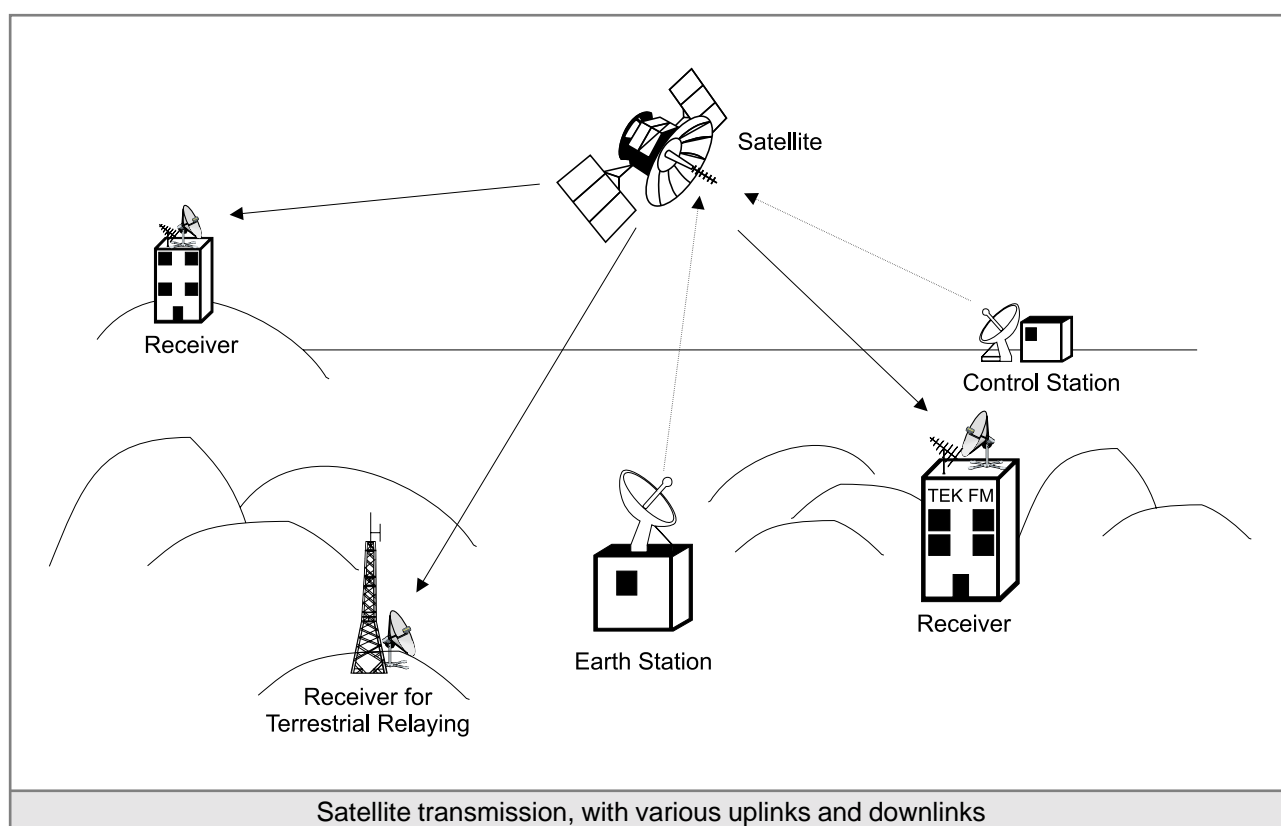 Satellite
Receiver
Control Station
TEK FM
Receiver
Earth Station
Receiver for
Terrestrial Relaying
Satellite transmission, with various uplinks and downlinks